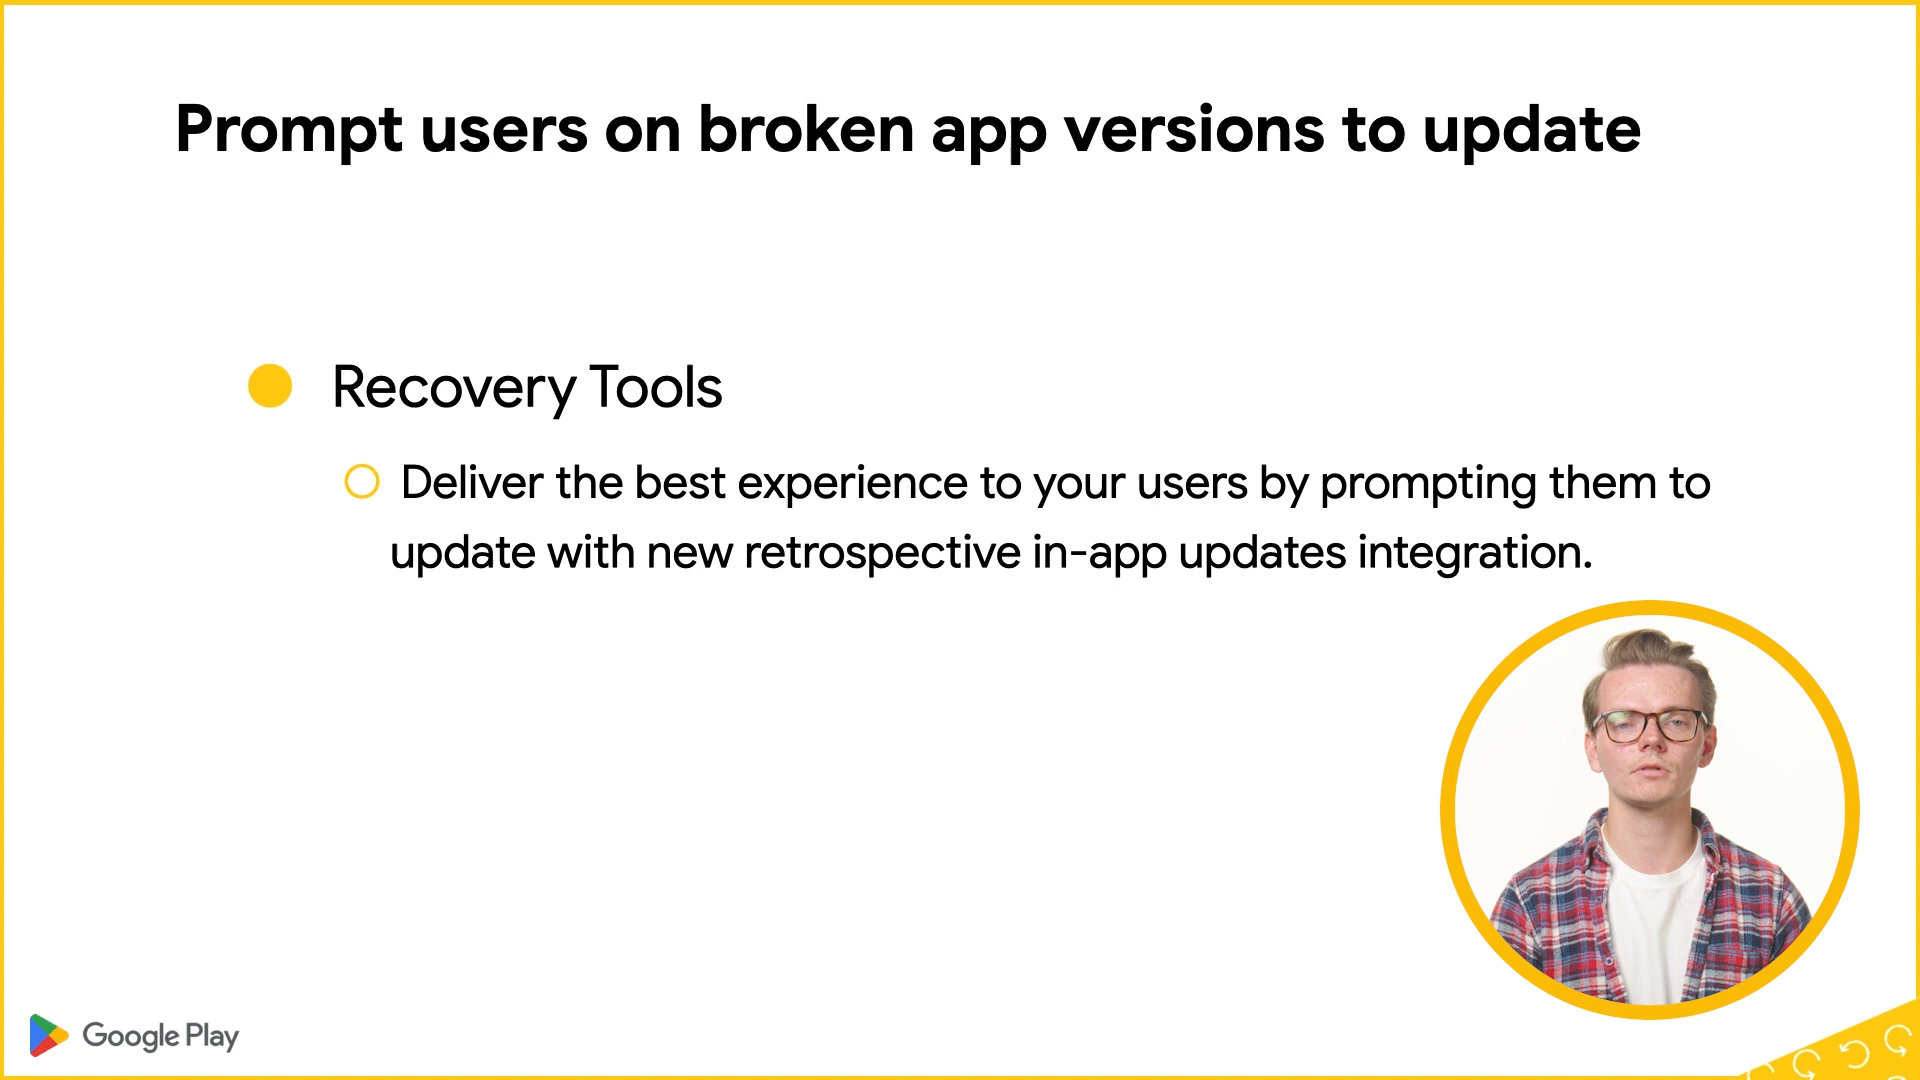 Prompt users on broken app versions to update
Recovery Tools
Deliver the best experience to your users by prompting them to
update with new retrospective in-app updates integration.
Google Play